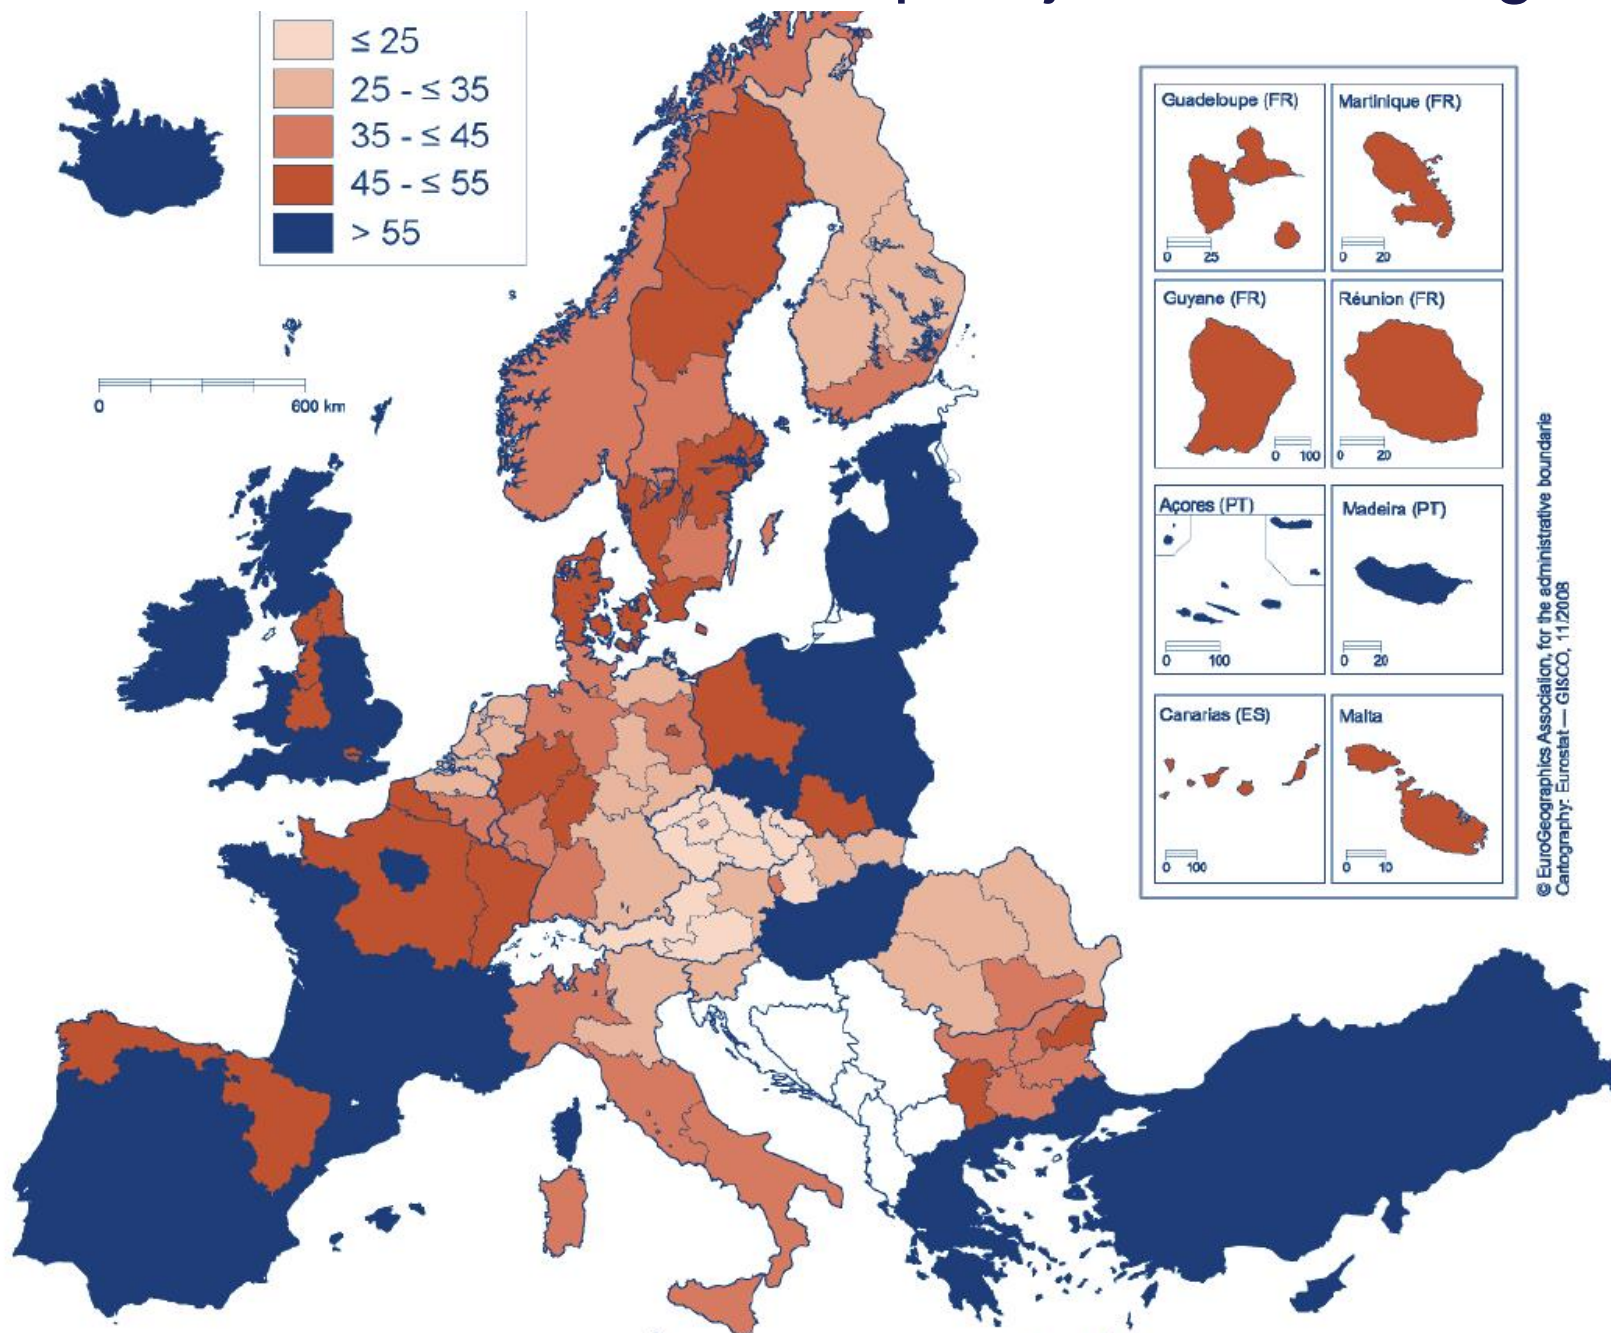 ≤ 25
25 - ≤ 35
35 - ≤ 45
45 - ≤ 55
> 55
s
0 600 km
Guadeloupe (FR)
0 25
Martinique (FR)
0 20
Guyane (FR)
0 100
Réunion (FR)
0 20
Açores (PT)
0 100
Madeira (PT)
0 20
Canarias (ES)
0 100
Malta
0 10
© EuroGeographics Association, for the administrative boundarie
Cartography: Eurostat — GISCO, 11/2008